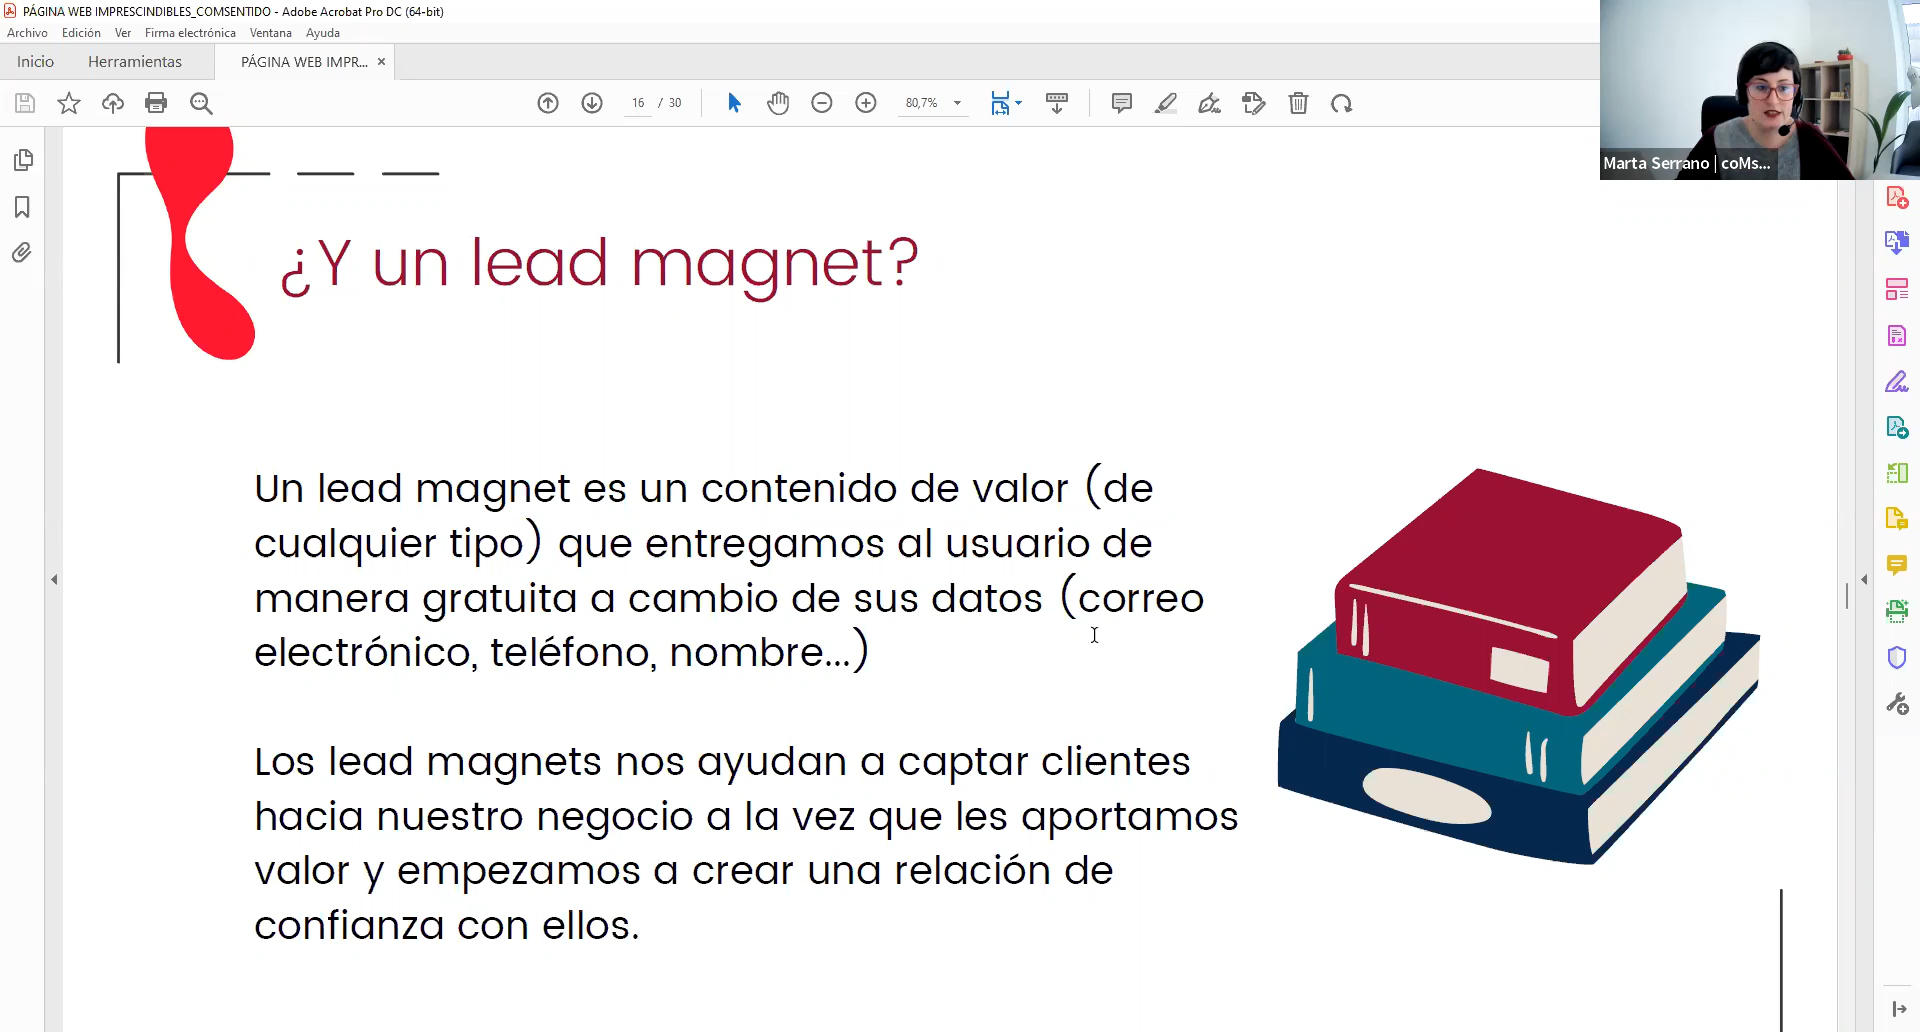 PÁGINA WEB IMPRESCINDIBLES_COMSENTIDO - Adobe Acrobat Pro DC (64-bit)
Archivo Edición Ver Firma electrónica Ventana Ayuda
Inicio Herramientas PÁGINA WEB IMPR... ×
16 / 30 80,7%
Marta Serrano | coMs...
¿Y un lead magnet?
Un lead magnet es un contenido de valor (de
cualquier tipo) que entregamos al usuario de
manera gratuita a cambio de sus datos (correo
electrónico, teléfono, nombre...)
Los lead magnets nos ayudan a captar clientes
hacia nuestro negocio a la vez que les aportamos
valor y empezamos a crear una relación de
confianza con ellos.